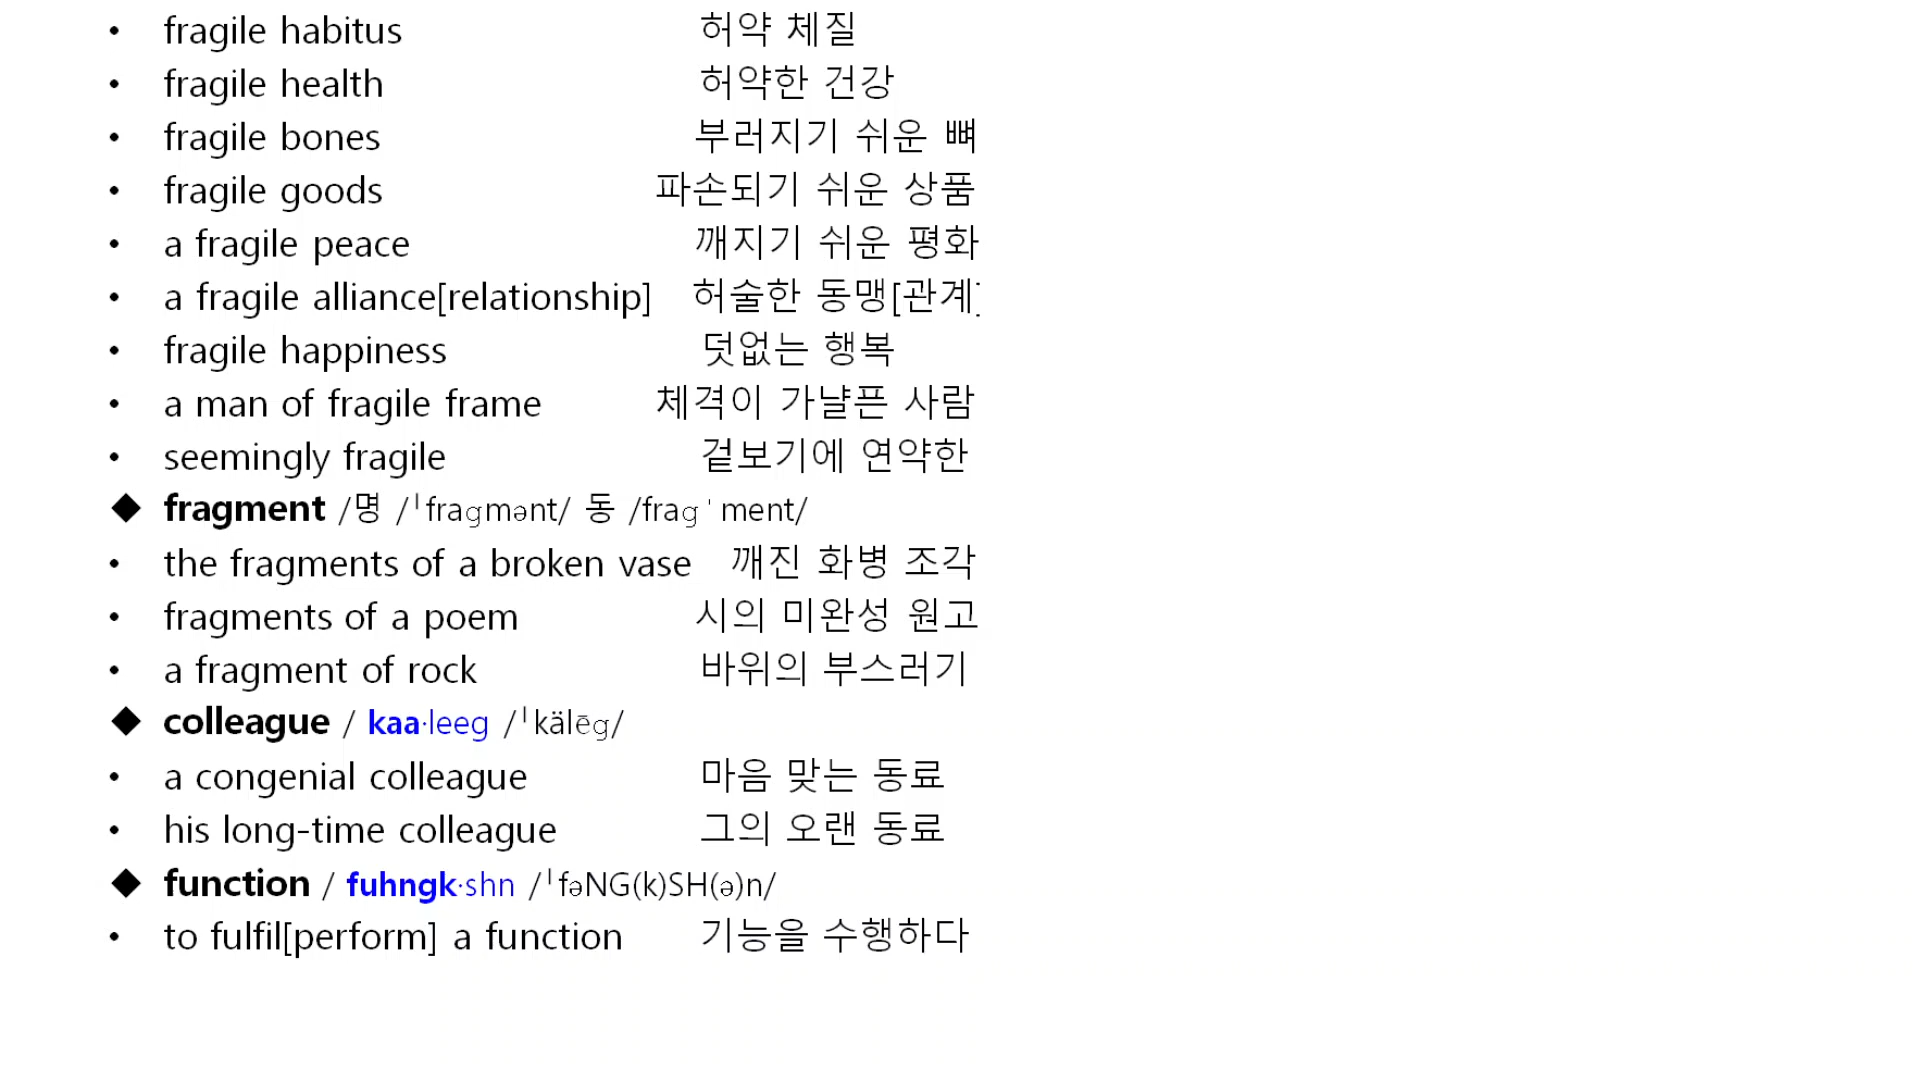 • fragile habitus 허약 체질
• fragile health 허약한 건강
• fragile bones 부러지기 쉬운 뼈
• fragile goods 파손되기 쉬운 상품
• a fragile peace 깨지기 쉬운 평화
• a fragile alliance[relationship] 허술한 동맹[관계]
• fragile happiness 덧없는 행복
• a man of fragile frame 체격이 가냘픈 사람
• seemingly fragile 겉보기에 연약한
◆ fragment /명 /ˈfragmənt/ 동 /fragˈment/
• the fragments of a broken vase 깨진 화병 조각
• fragments of a poem 시의 미완성 원고
• a fragment of rock 바위의 부스러기
◆ colleague / kaa·leeg /ˈkälēg/
• a congenial colleague 마음 맞는 동료
• his long-time colleague 그의 오랜 동료
◆ function / fuhngk·shn /ˈfəNG(k)SH(ə)n/
• to fulfil[perform] a function 기능을 수행하다